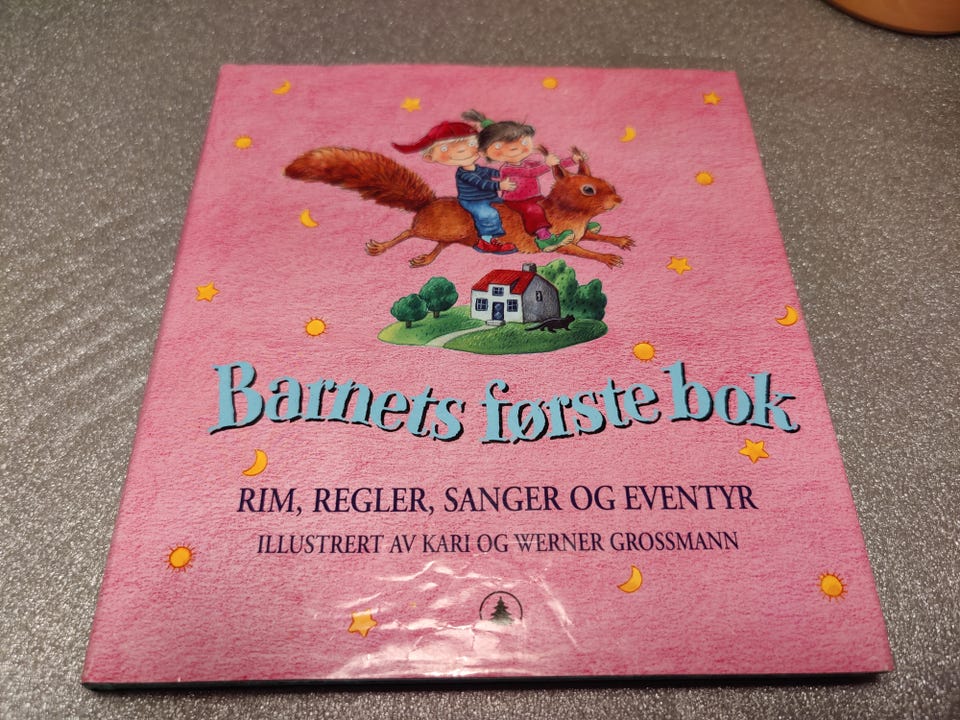 Barnets første bok
RIM, REGLER, SANGER OG EVENTYR
ILLUSTRERT AV KARI OG WERNER GROSSMANN